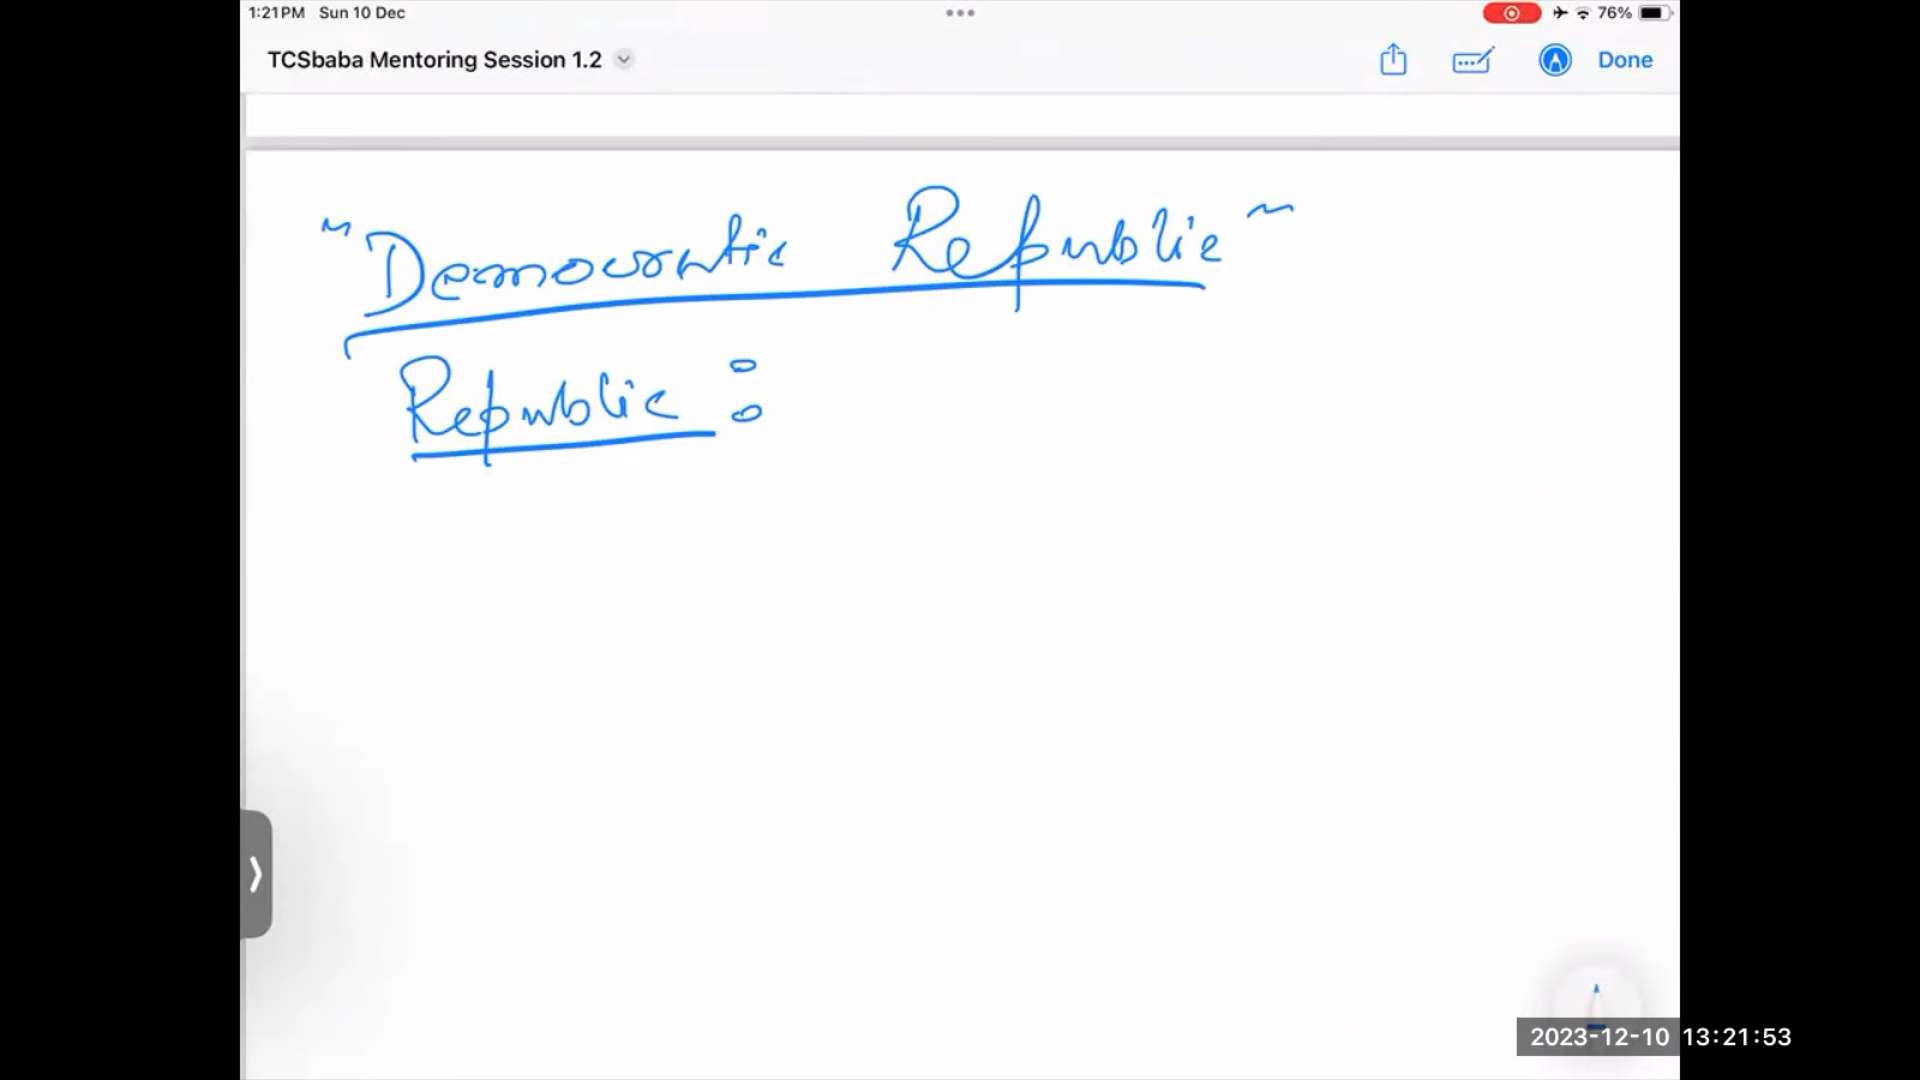 1:21 PM Sun 10 Dec
76%
TCSbaba Mentoring Session 1.2
Done
"Democratic Republic"
Republic :
2023-12-10 13:21:53